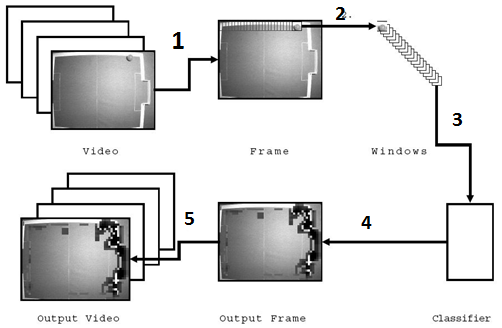 1
2.
Video
Frame
Windows
3
5
4
Output Video
Output Frame
Classifier